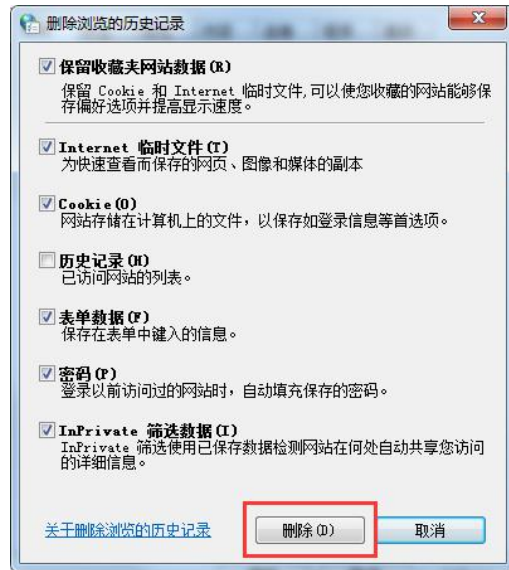 删除浏览的历史记录
保留收藏夹网站数据(R)
保留 Cookie 和 Internet 临时文件,可以使您收藏的网站能够保
存偏好选项并提高显示速度。
Internet 临时文件(T)
为快速查看而保存的网页、图像和媒体的副本
Cookie(O)
网站存储在计算机上的文件，以保存如登录信息等首选项。
历史记录(H)
已访问网站的列表。
表单数据(F)
保存在表单中键入的信息。
密码(P)
登录以前访问过的网站时，自动填充保存的密码。
InPrivate 筛选数据(I)
InPrivate 筛选使用已保存数据检测网站在何处自动共享您访问
的详细信息。
关于删除浏览的历史记录
删除(D)
取消